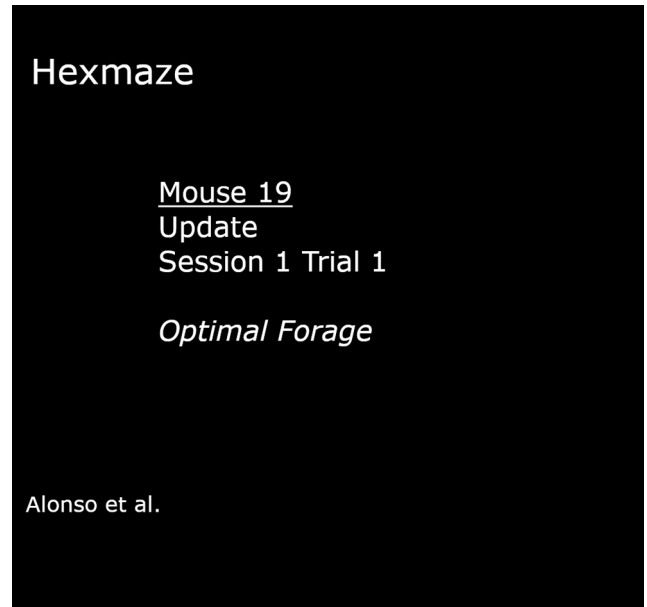 Hexmaze
Mouse 19
Update
Session 1 Trial 1
Optimal Forage
Alonso et al.